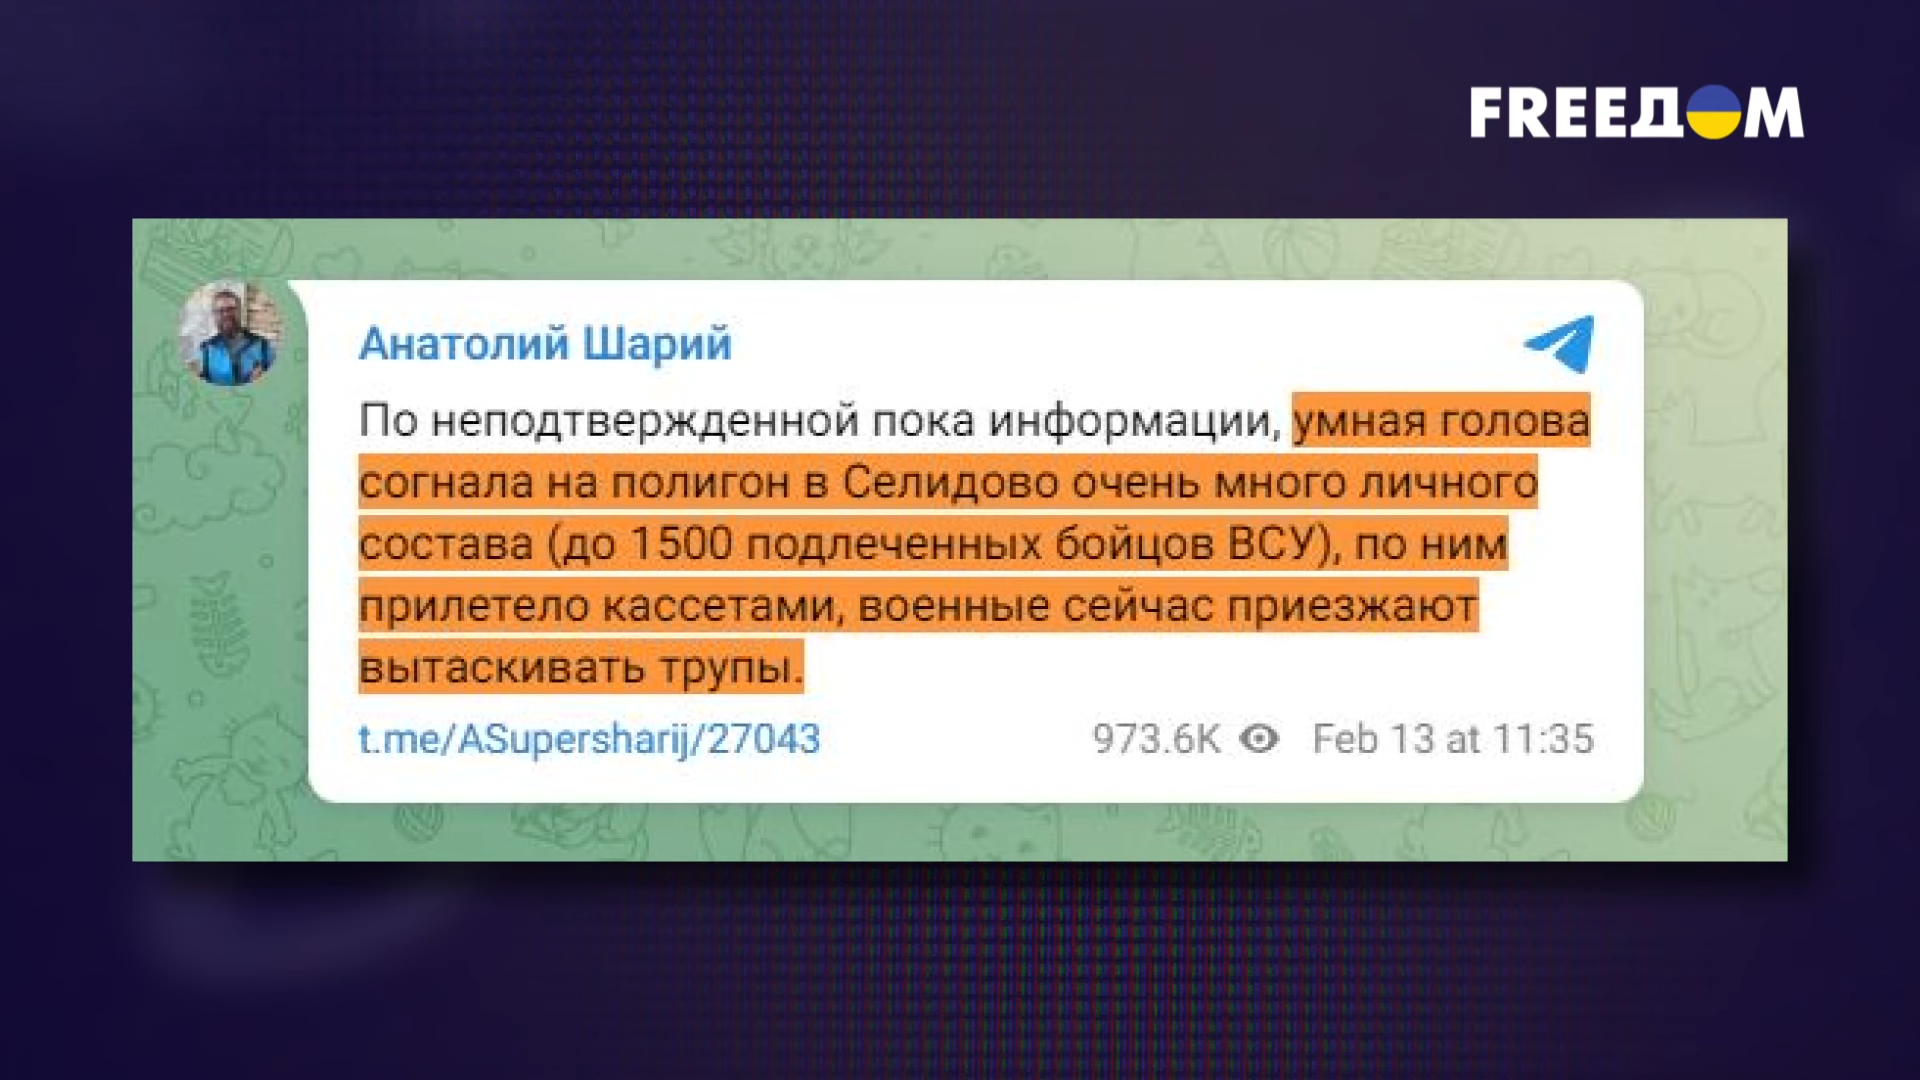 FREEДOM
Анатолий Шарий
По неподтвержденной пока информации, умная голова
согнала на полигон в Селидово очень много личного
состава (до 1500 подлеченных бойцов ВСУ), по ним
прилетело кассетами, военные сейчас приезжают
вытаскивать трупы.
t.me/ASupersharij/27043 973.6K Feb 13 at 11:35